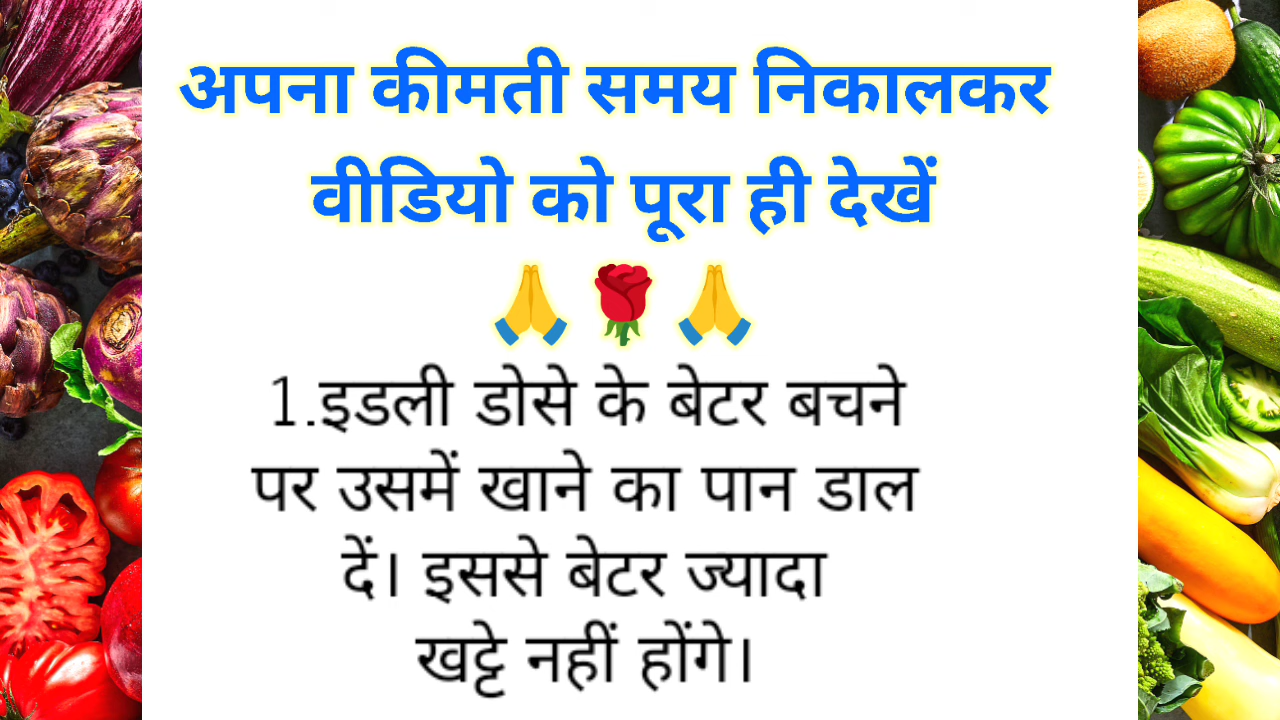 अपना कीमती समय निकालकर
वीडियो को पूरा ही देखें
🙏🌹🙏
1.इडली डोसे के बेटर बचने
पर उसमें खाने का पान डाल
दें। इससे बेटर ज्यादा
खट्टे नहीं होंगे।